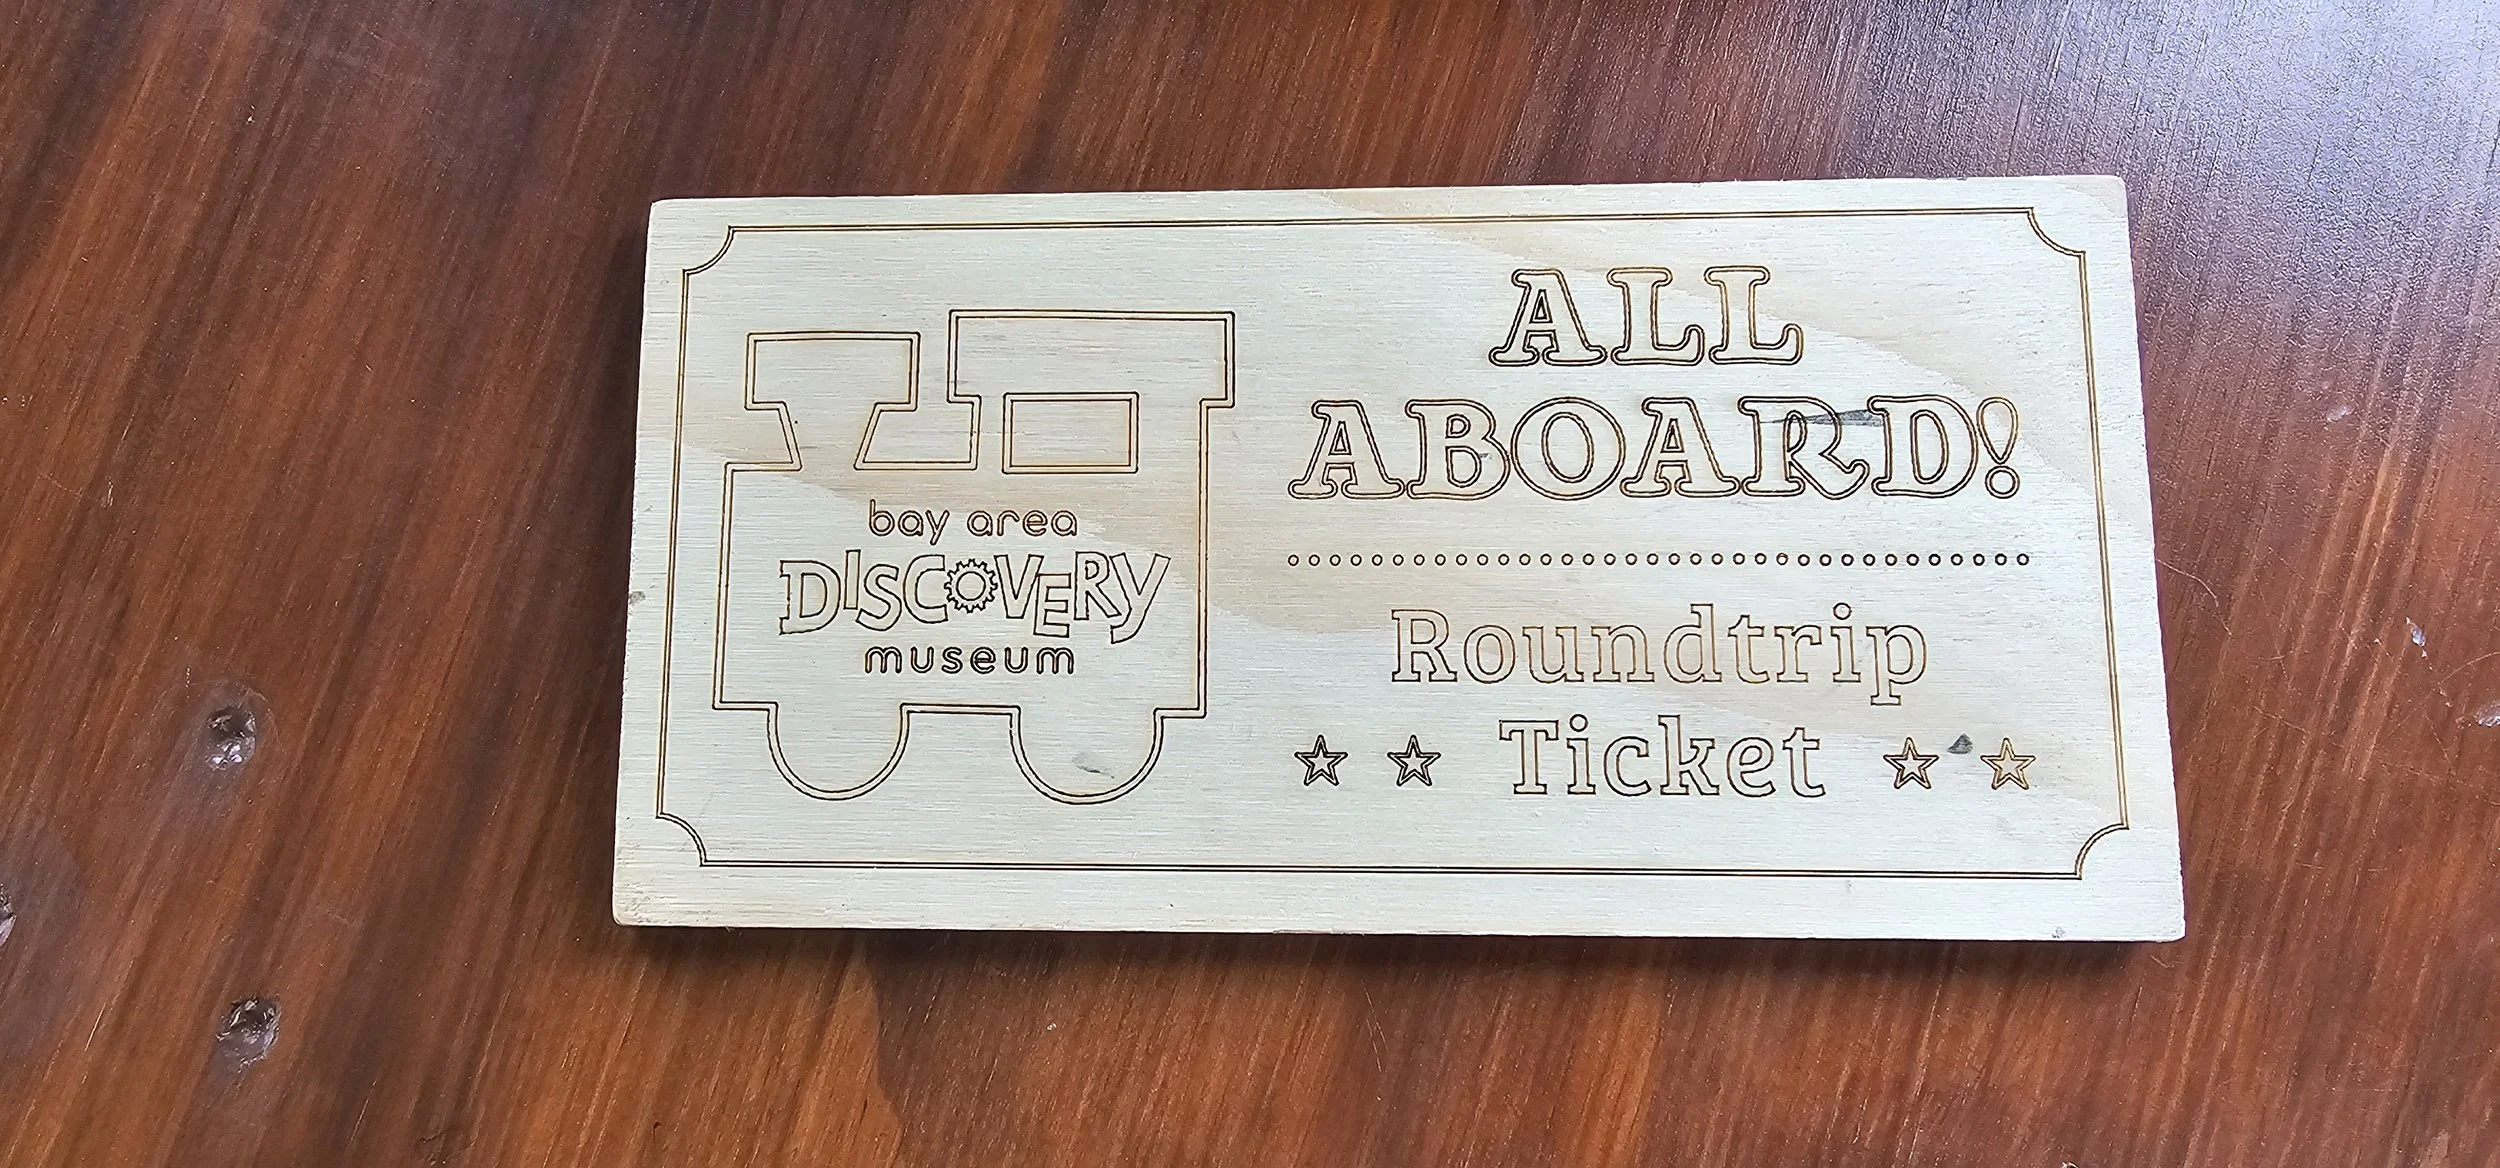 bay area
DISCOVERY
museum
ALL
ABOARD!
Roundtrip
Ticket